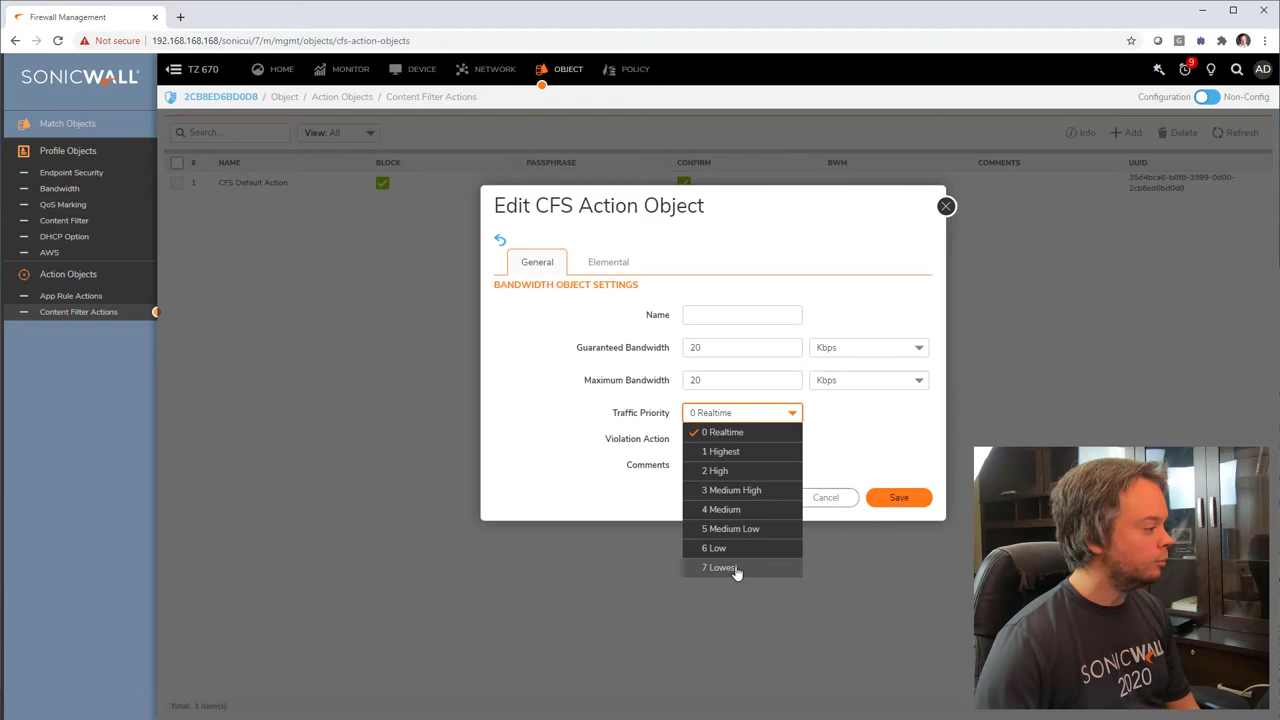 Firewall Management
Not secure 192.168.168.168/sonicui/7/m/mgmt/objects/cfs-action-objects
SONICWALL
TZ 670
HOME
MONITOR
DEVICE
NETWORK
OBJECT
POLICY
9
AD
2CB8ED6BD0D8 / Object / Action Objects / Content Filter Actions
Configuration
Non-Config
Match Objects
Profile Objects
Endpoint Security
Bandwidth
QoS Marking
Content Filter
DHCP Option
AWS
Action Objects
App Rule Actions
Content Filter Actions
Search...
View: All
Info
Add
Delete
Refresh
# NAME BLOCK PASSPHRASE CONFIRM BWM COMMENTS UUID
1 CFS Default Action
35d4bca6-b6f8-3999-0d00-
2cb8ed6bd0d8
Edit CFS Action Object
General
Elemental
BANDWIDTH OBJECT SETTINGS
Name
Guaranteed Bandwidth 20 Kbps
Maximum Bandwidth 20 Kbps
Traffic Priority 0 Realtime
0 Realtime
1 Highest
2 High
3 Medium High
4 Medium
5 Medium Low
6 Low
7 Lowest
Violation Action
Comments
Cancel
Save
Total: 1 item(s)
SONICWALL
2020